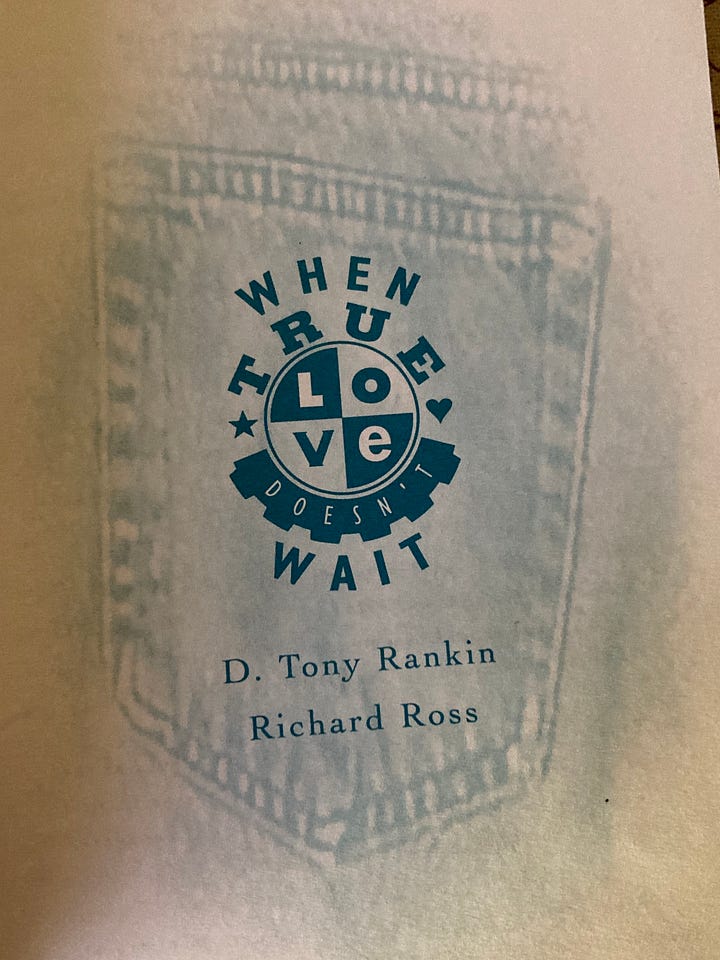 WHEN
TRUE
LOVe
DOESN'T
WAIT
D. Tony Rankin
Richard Ross